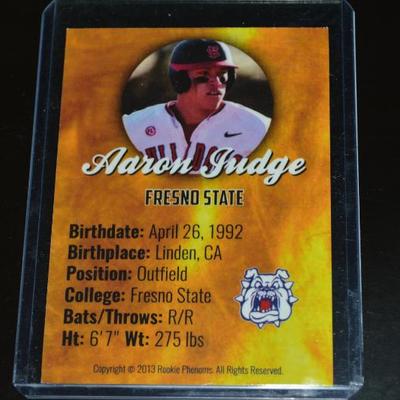 BULLDOGS
Aaron Judge
FRESNO STATE
Birthdate: April 26, 1992
Birthplace: Linden, CA
Position: Outfield
College: Fresno State
Bats/Throws: R/R
Ht: 6'7" Wt: 275 lbs
Copyright © 2013 Rookie Phenoms. All Rights Reserved.